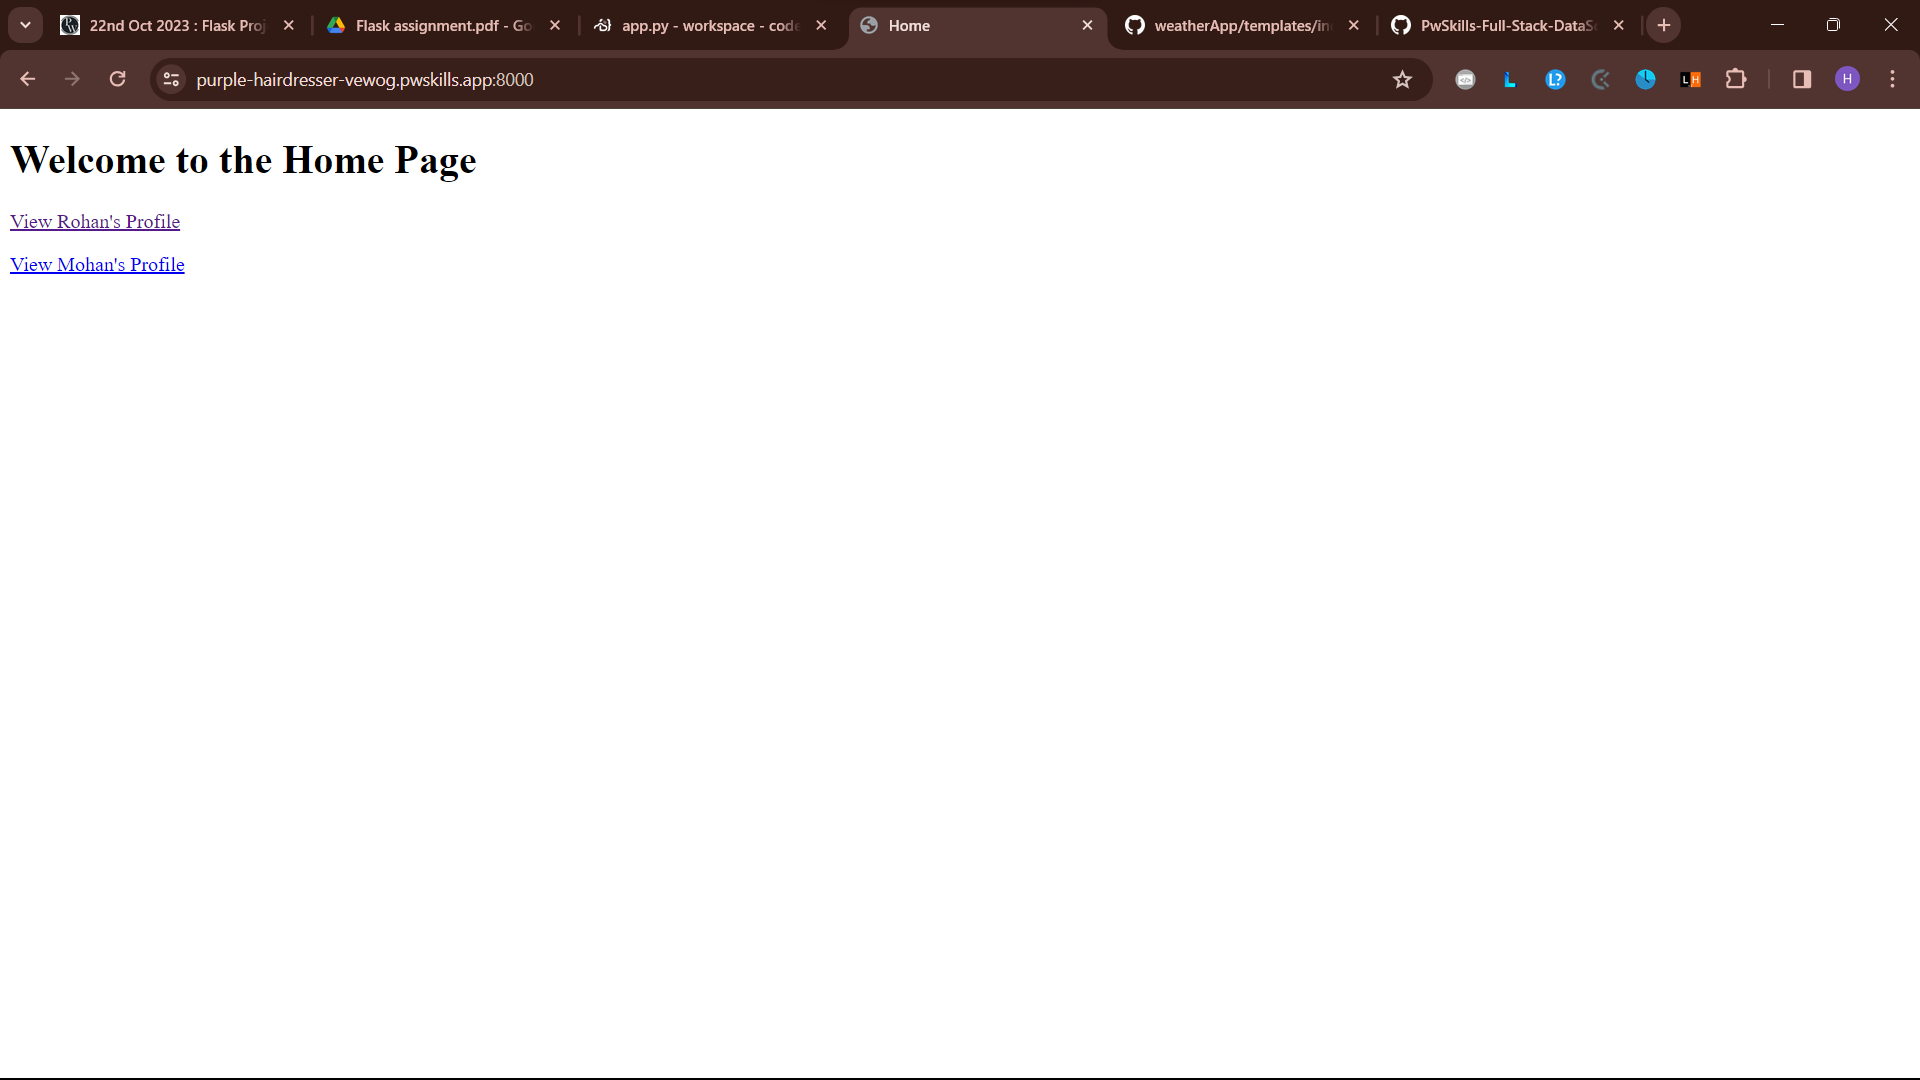 22nd Oct 2023 : Flask Proj
Flask assignment.pdf - Go
app.py - workspace - code
Home
weatherApp/templates/in
PwSkills-Full-Stack-DataSc
purple-hairdresser-vewog.pwskills.app:8000
L?
L H
H
Welcome to the Home Page
View Rohan's Profile
View Mohan's Profile